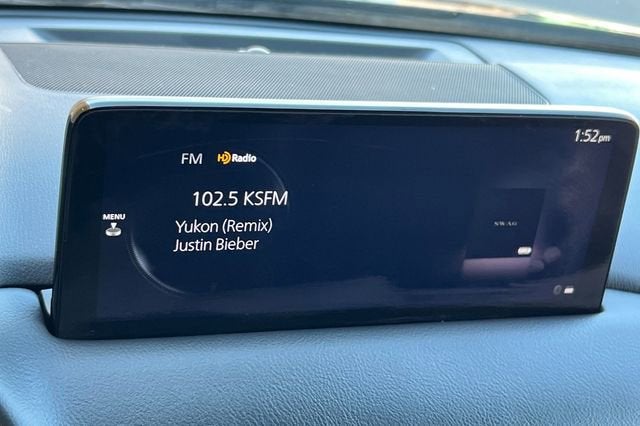 1:52pm
FM HD Radio
102.5 KSFM
MENU
Yukon (Remix)
Justin Bieber
SWAG